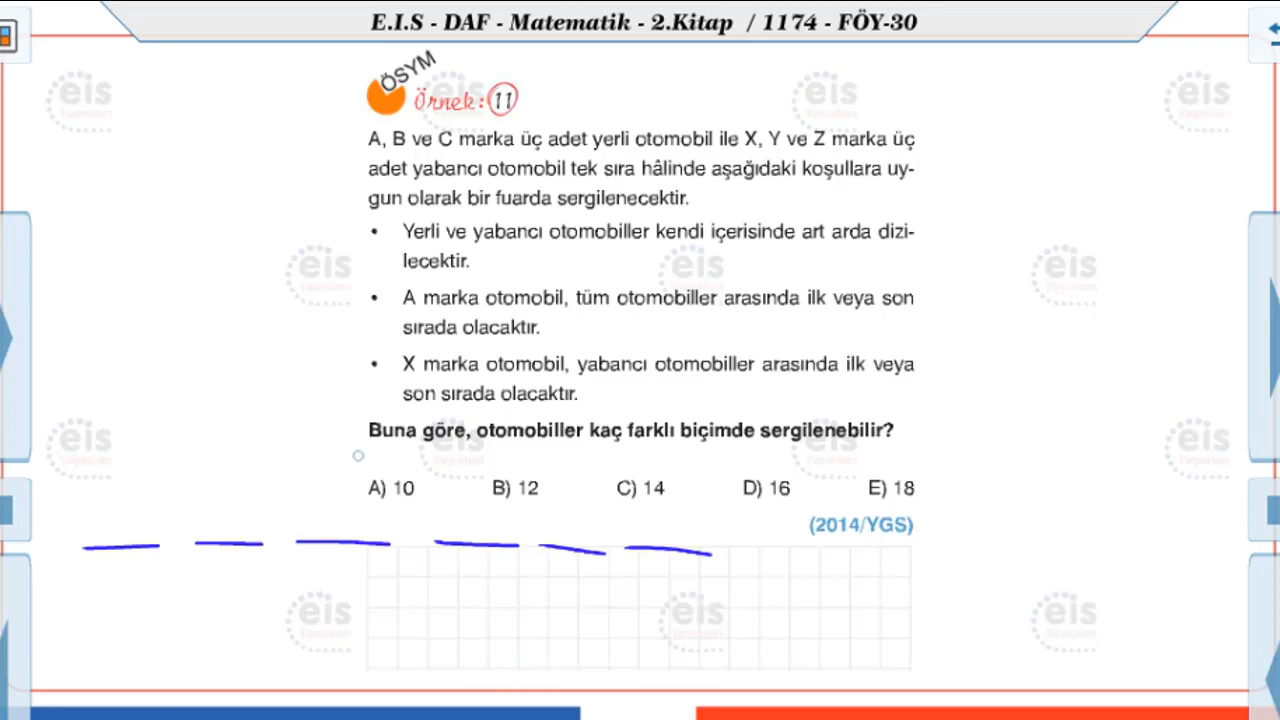 E.I.S - DAF - Matematik - 2.Kitap / 1174 - FÖY-30
ÖSYM
Örnek: 11
A, B ve C marka üç adet yerli otomobil ile X, Y ve Z marka üç
adet yabancı otomobil tek sıra hâlinde aşağıdaki koşullara uy-
gun olarak bir fuarda sergilenecektir.
• Yerli ve yabancı otomobiller kendi içerisinde art arda dizi-
lecektir.
• A marka otomobil, tüm otomobiller arasında ilk veya son
sırada olacaktır.
• X marka otomobil, yabancı otomobiller arasında ilk veya
son sırada olacaktır.
Buna göre, otomobiller kaç farklı biçimde sergilenebilir?
A) 10 B) 12 C) 14 D) 16 E) 18
(2014/YGS)